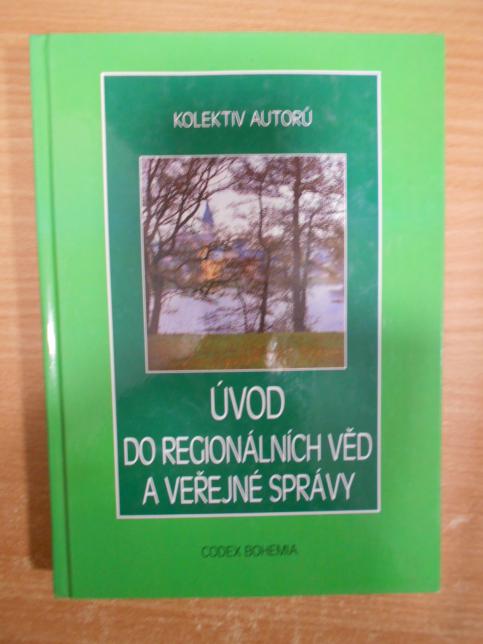 KOLEKTIV AUTORŮ
ÚVOD
DO REGIONÁLNÍCH VĚD
A VEŘEJNÉ SPRÁVY
CODEX BOHEMIA